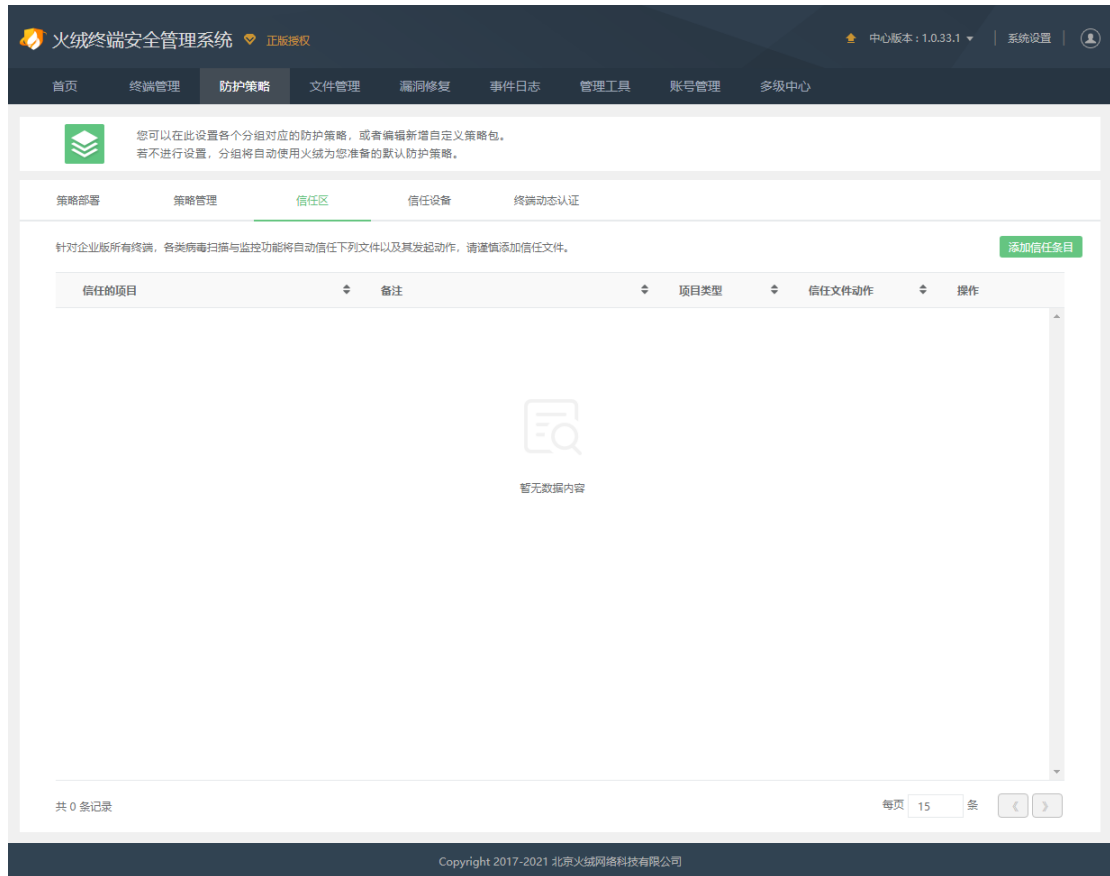 火绒终端安全管理系统 正版授权 中心版本：1.0.33.1 系统设置
首页 终端管理 防护策略 文件管理 漏洞修复 事件日志 管理工具 账号管理 多级中心
您可以在此设置各个分组对应的防护策略，或者编辑新增自定义策略包。
若不进行设置，分组将自动使用火绒为您准备的默认防护策略。
策略部署 策略管理 信任区 信任设备 终端动态认证
针对企业版所有终端，各类病毒扫描与监控功能将自动信任下列文件以及其发起动作，请谨慎添加信任文件。 添加信任条目
信任的项目 备注 项目类型 信任文件动作 操作
暂无数据内容
共 0 条记录 每页 15 条
Copyright 2017-2021 北京火绒网络科技有限公司